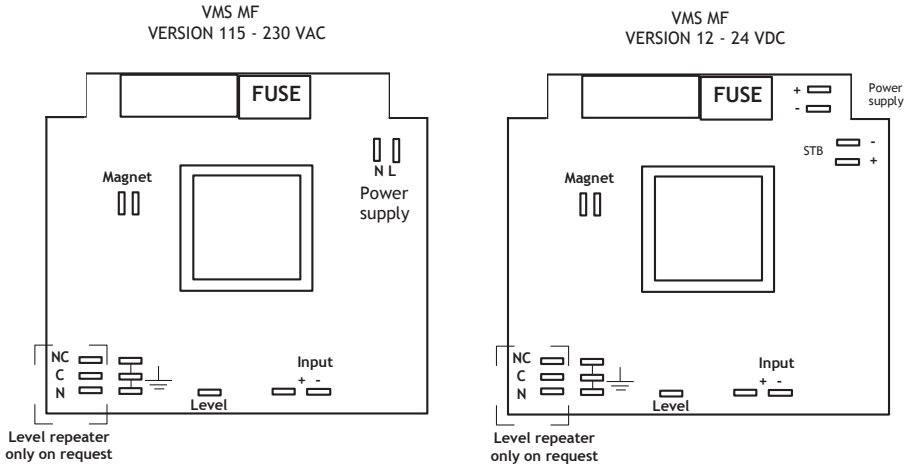 VMS MF
VERSION 115 - 230 VAC
FUSE
N L
Power
supply
Magnet
NC
C
N
Input
+ -
Level
Level repeater
only on request
VMS MF
VERSION 12 - 24 VDC
FUSE
+
-
Power
supply
STB
-
+
Magnet
NC
C
N
Input
+ -
Level
Level repeater
only on request